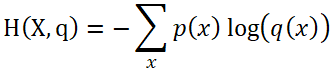 H(X,q) = −∑ₓ p(x) log(q(x))